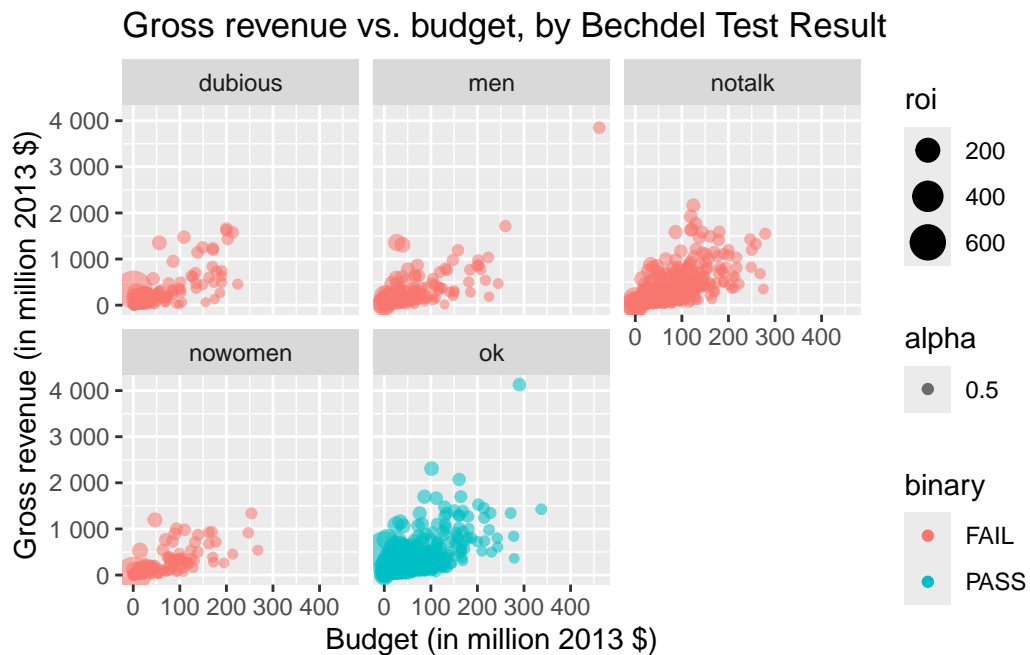 Gross revenue vs. budget, by Bechdel Test Result
dubious
men
notalk
4 000
3 000
2 000
1 000
0
0 100 200 300 400
nowomen
ok
4 000
3 000
2 000
1 000
0
0 100 200 300 400
0 100 200 300 400
Gross revenue (in million 2013 $)
Budget (in million 2013 $)
roi
200
400
600
alpha
0.5
binary
FAIL
PASS